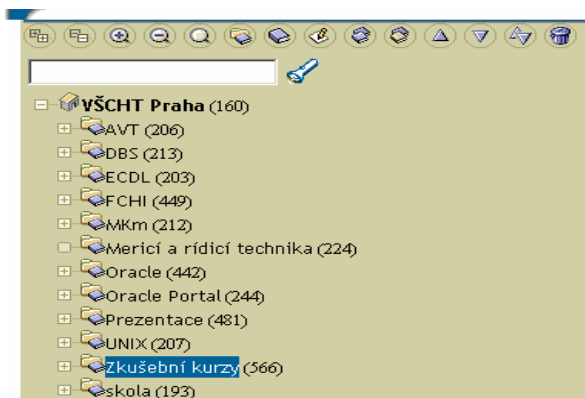 VŠCHT Praha (160)
AVT (206)
DBS (213)
ECDL (203)
FCHI (449)
MKm (212)
Mericí a rídicí technika (224)
Oracle (442)
Oracle Portal (244)
Prezentace (481)
UNIX (207)
Zkušební kurzy (566)
skola (193)